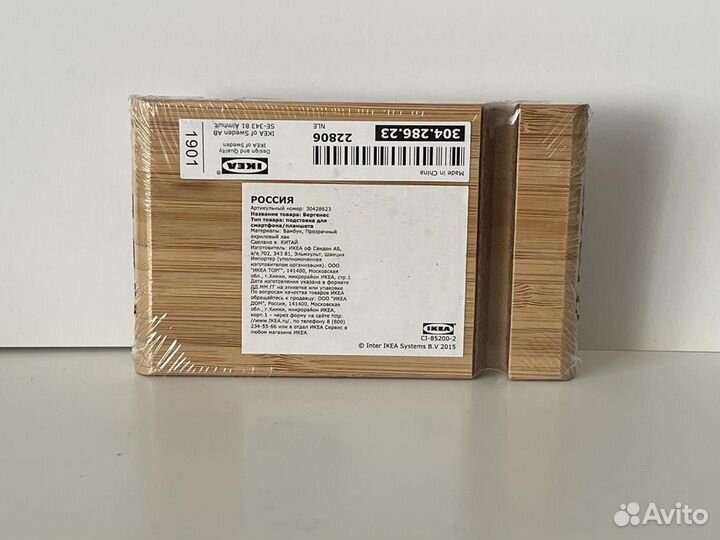 Design and Quality
IKEA of Sweden
IKEA of Sweden AB
SE-343 81 Älmhult
1901
IKEA®
304.286.23
22806
NLE
Made in China
РОССИЯ
Артикульный номер: 30428623
Название товара: Бергенес
Тип товара: подставка для
смартфона/планшета
Материалы: Бамбук, Прозрачный
акриловый лак
Сделано в: КИТАЙ
Изготовитель: ИКЕА оф Свиден АБ,
а/я 702, 343 81, Эльмхульт, Швеция
Импортер (уполномоченная
изготовителем организация): ООО
"ИКЕА ТОРГ", 141400, Московская
обл., г.Химки, микрорайон ИКЕА, стр.1
Дата изготовления указана в формате
ДД.ММ.ГГ на этикетке или упаковке
По вопросам качества товаров ИКЕА
обращайтесь к продавцу: ООО "ИКЕА
ДОМ", Россия, 141400, Московская
обл., г.Химки, микрорайон ИКЕА,
корп.1 – через форму на сайте http:
//www.IKEA.ru/, по телефону 8 (800)
234-55-66 или в отдел ИКЕА Сервис в
любом магазине ИКЕА.
IKEA
CI-85200-2
© Inter IKEA Systems B.V 2015
Avito